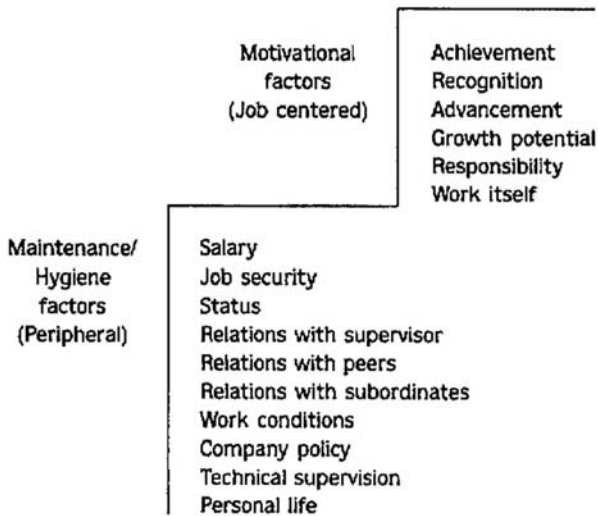 Motivational
factors
(Job centered)
Achievement
Recognition
Advancement
Growth potential
Responsibility
Work itself
Maintenance/
Hygiene
factors
(Peripheral)
Salary
Job security
Status
Relations with supervisor
Relations with peers
Relations with subordinates
Work conditions
Company policy
Technical supervision
Personal life